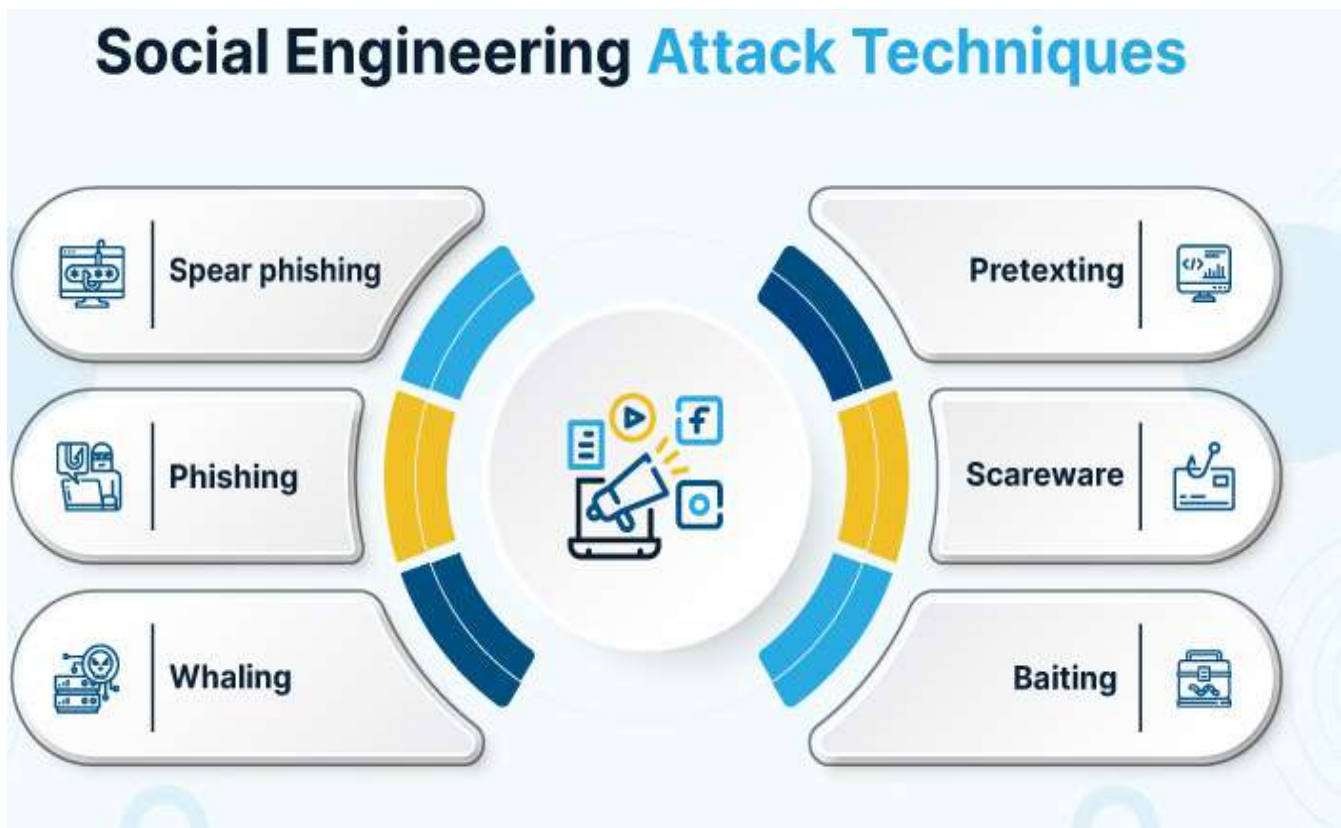 Social Engineering Attack Techniques
Spear phishing
Phishing
Whaling
Pretexting
Scareware
Baiting